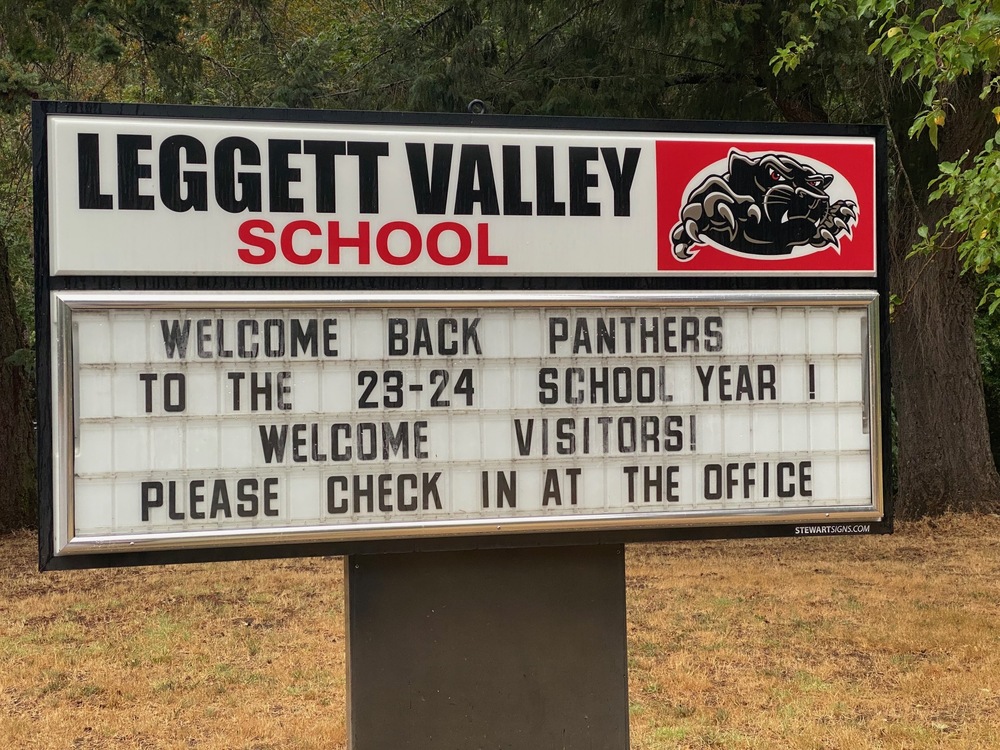 LEGGETT VALLEY
SCHOOL
WELCOME BACK PANTHERS
TO THE 23-24 SCHOOL YEAR !
WELCOME VISITORS!
PLEASE CHECK IN AT THE OFFICE
STEWARTSIGNS.COM